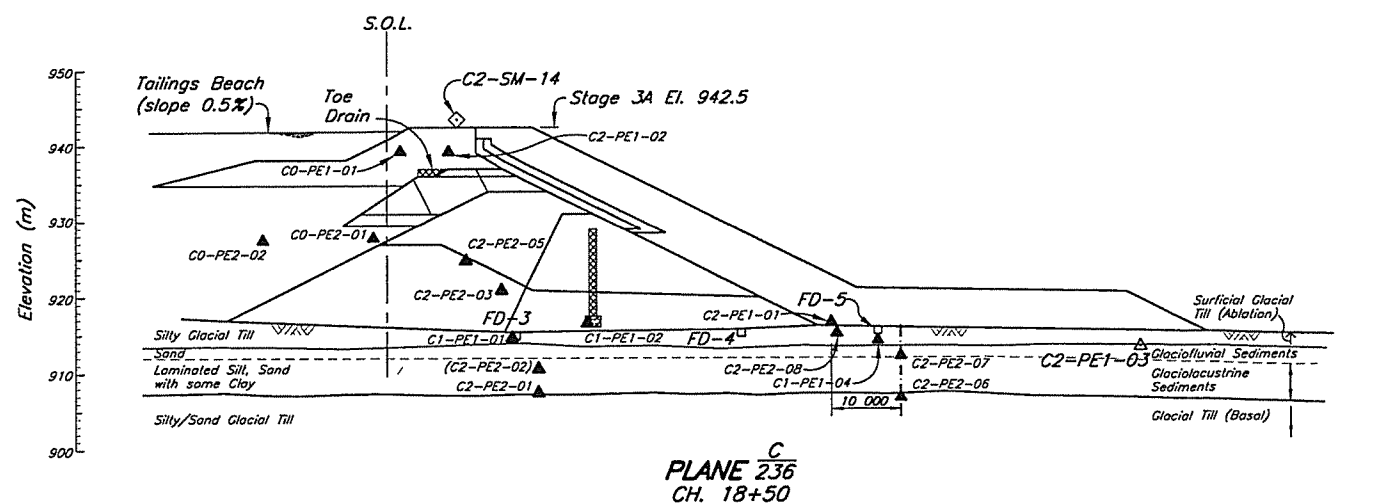 S.O.L.
950
940
930
920
910
900
Elevation (m)
Tailings Beach
(slope 0.5%)
Toe
Drain
C2-SM-14
Stage 3A El. 942.5
C2-PE1-02
C0-PE1-01
C0-PE2-01
C0-PE2-02
C2-PE2-05
C2-PE2-03
FD-3
C1-PE1-01
C1-PE1-02
FD-4
C2-PE1-01
FD-5
Surficial Glacial
Till (Ablation)
Silty Glacial Till
Sand
Laminated Silt, Sand
with some Clay
Silty/Sand Glacial Till
(C2-PE2-02)
C2-PE2-01
C2-PE2-08
C1-PE1-04
C2-PE2-07
C2-PE2-06
10 000
C2=PE1-03
Glaciofluvial Sediments
Glaciolacustrine
Sediments
Glacial Till (Basal)
PLANE C
236
CH. 18+50